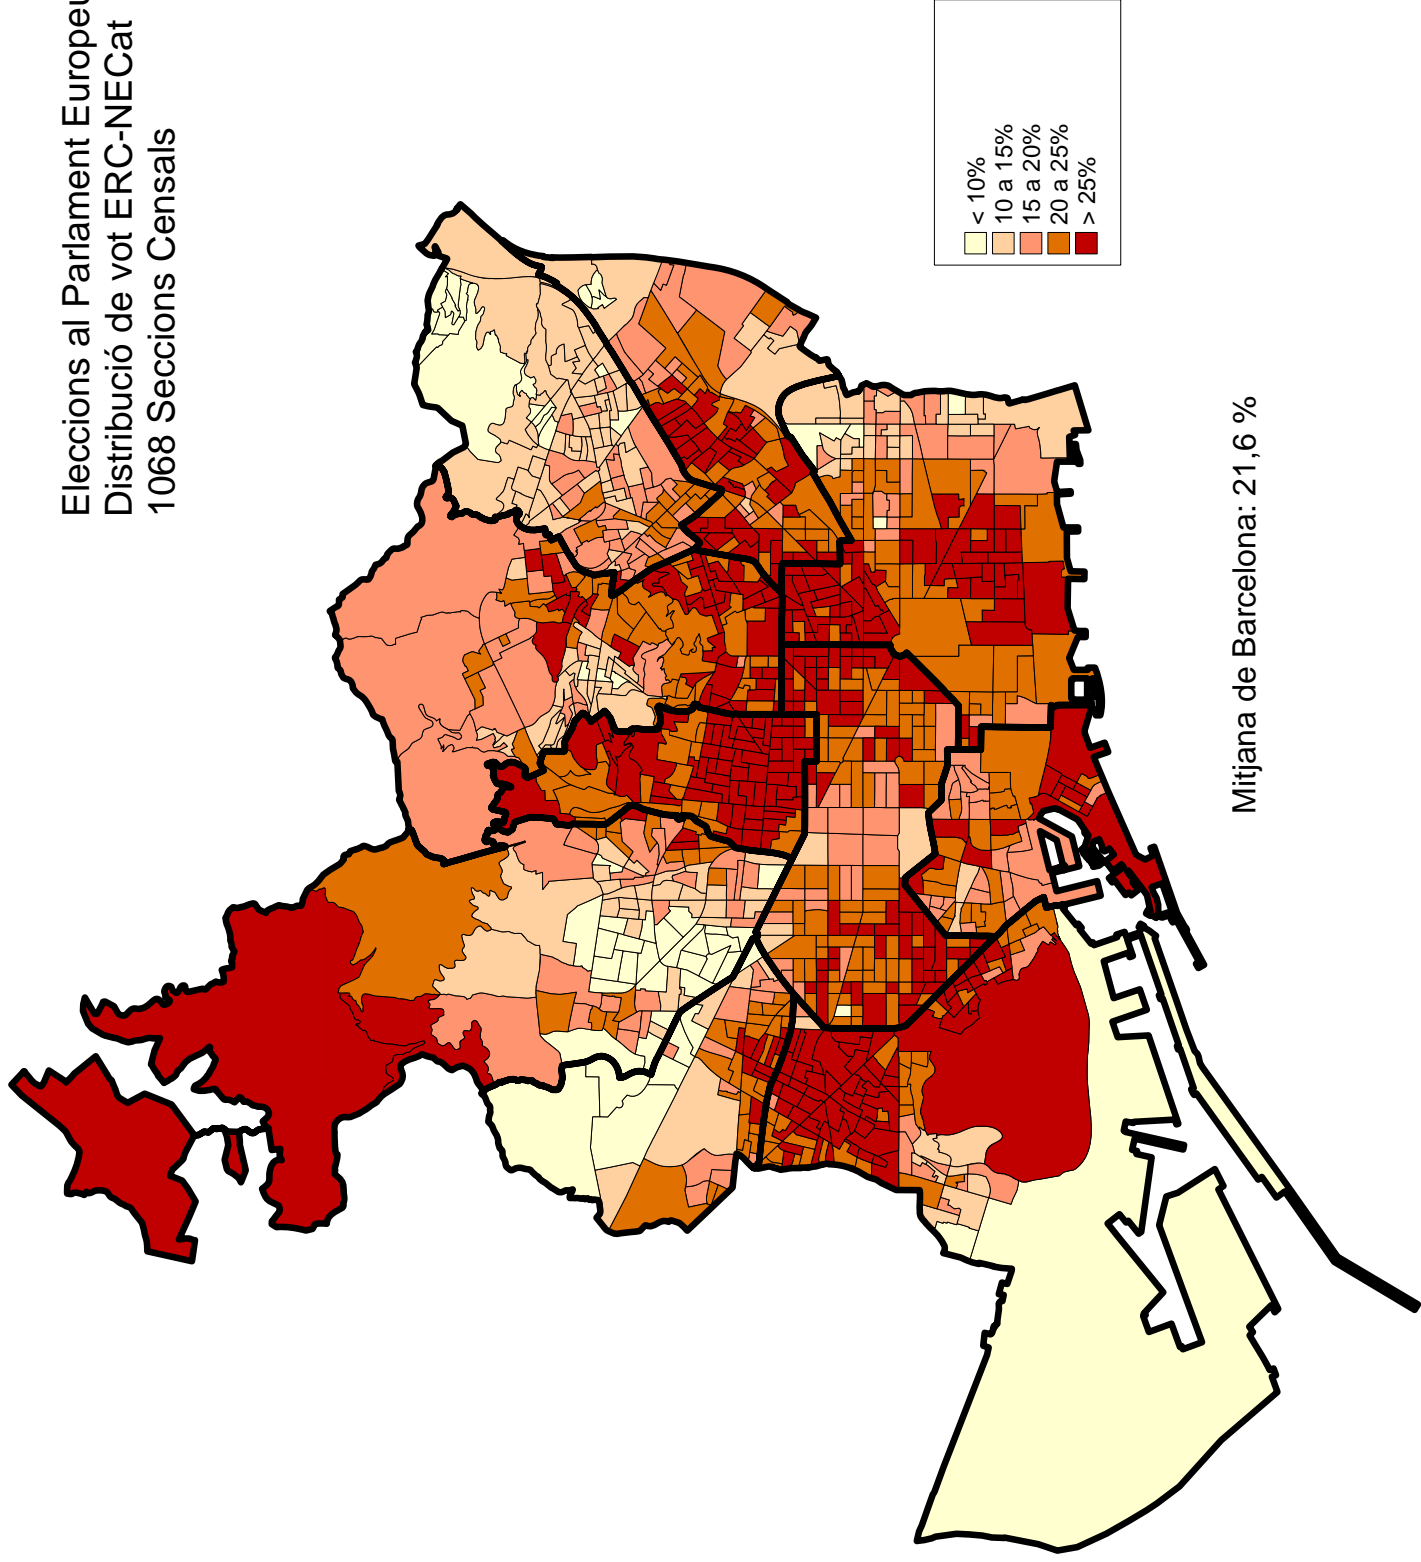 Eleccions al Parlament Europeu
Distribució de vot ERC-NECat
1068 Seccions Censals
< 10%
10 a 15%
15 a 20%
20 a 25%
> 25%
Mitjana de Barcelona: 21,6 %